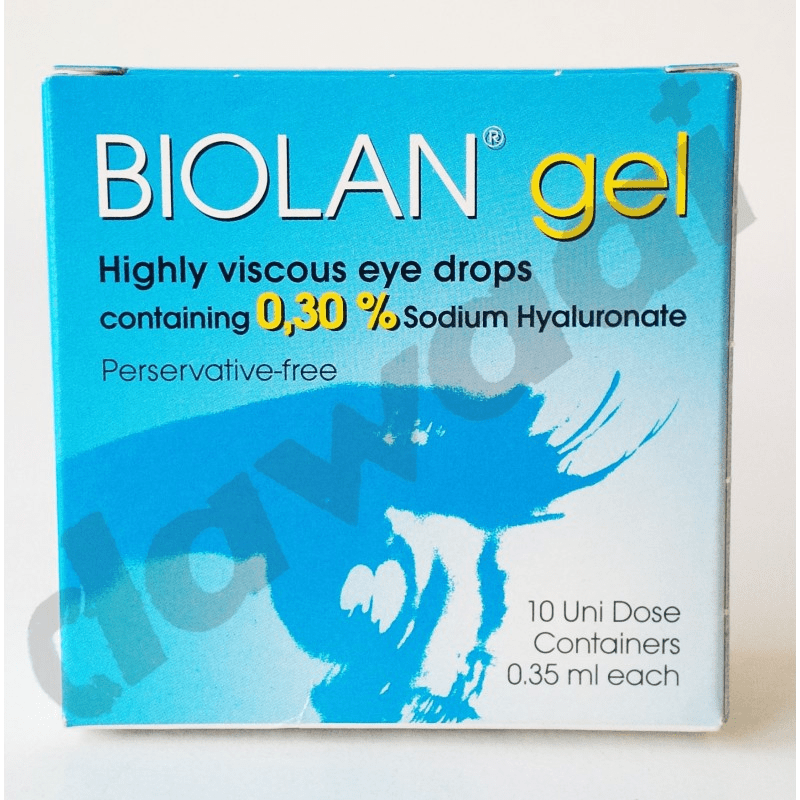 BIOLAN® gel
Highly viscous eye drops
containing 0,30 % Sodium Hyaluronate
Perservative-free
10 Uni Dose
Containers
0.35 ml each
dawaai+